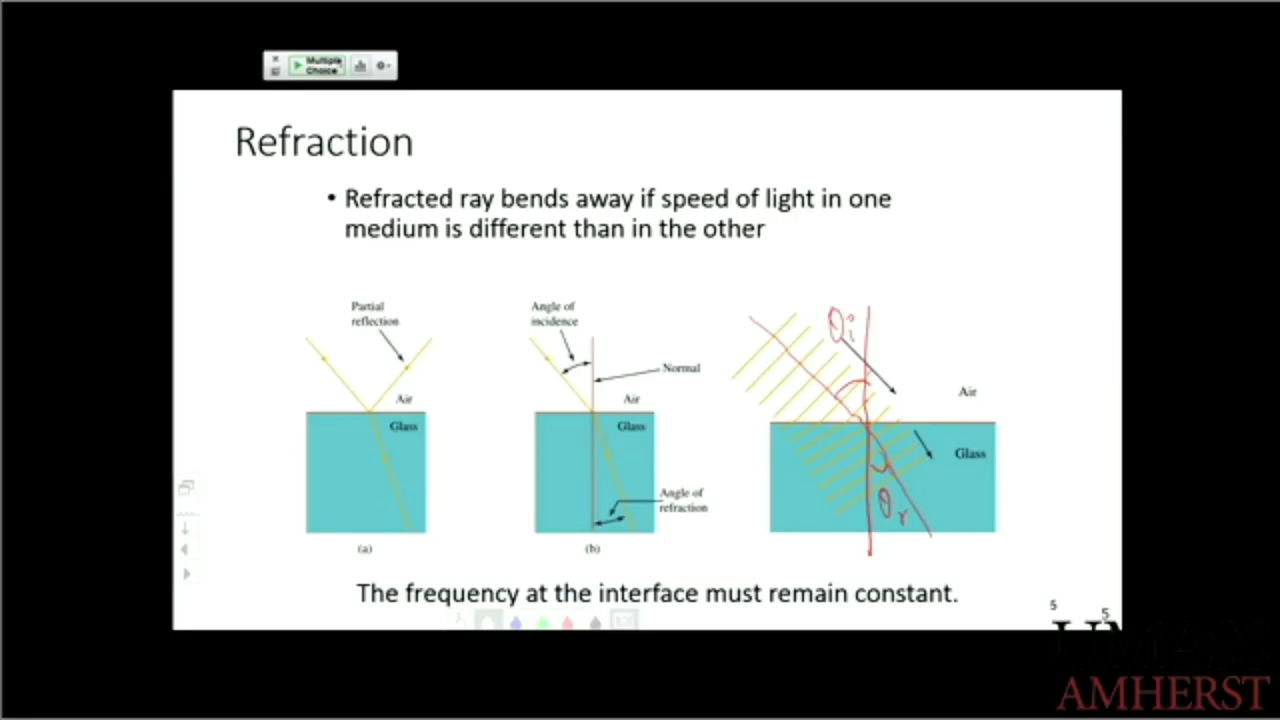 Multiple
Choice
Refraction
• Refracted ray bends away if speed of light in one
medium is different than in the other
Partial
reflection
Air
Glass
(a)
Angle of
incidence
Normal
Air
Glass
Angle of
refraction
(b)
θi
Air
Glass
θr
The frequency at the interface must remain constant.
5
5
AMHERST